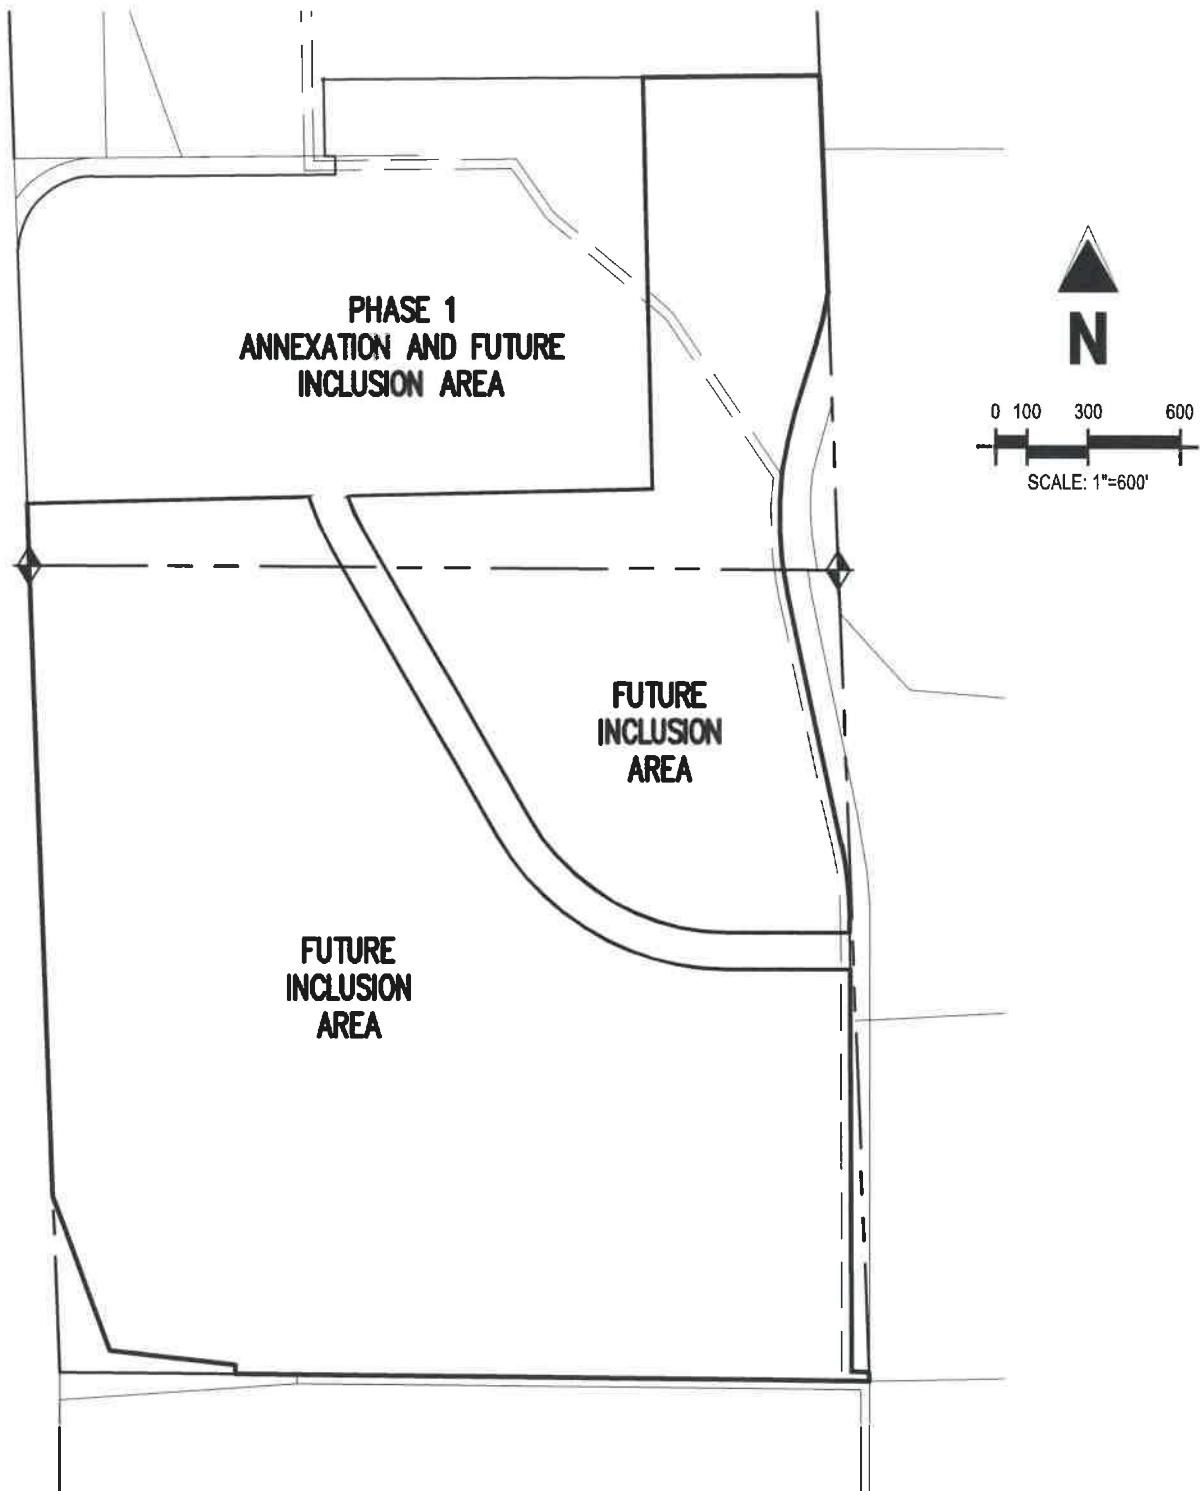 PHASE 1
ANNEXATION AND FUTURE
INCLUSION AREA
N
0 100 300 600
SCALE: 1"=600'
FUTURE
INCLUSION
AREA
FUTURE
INCLUSION
AREA